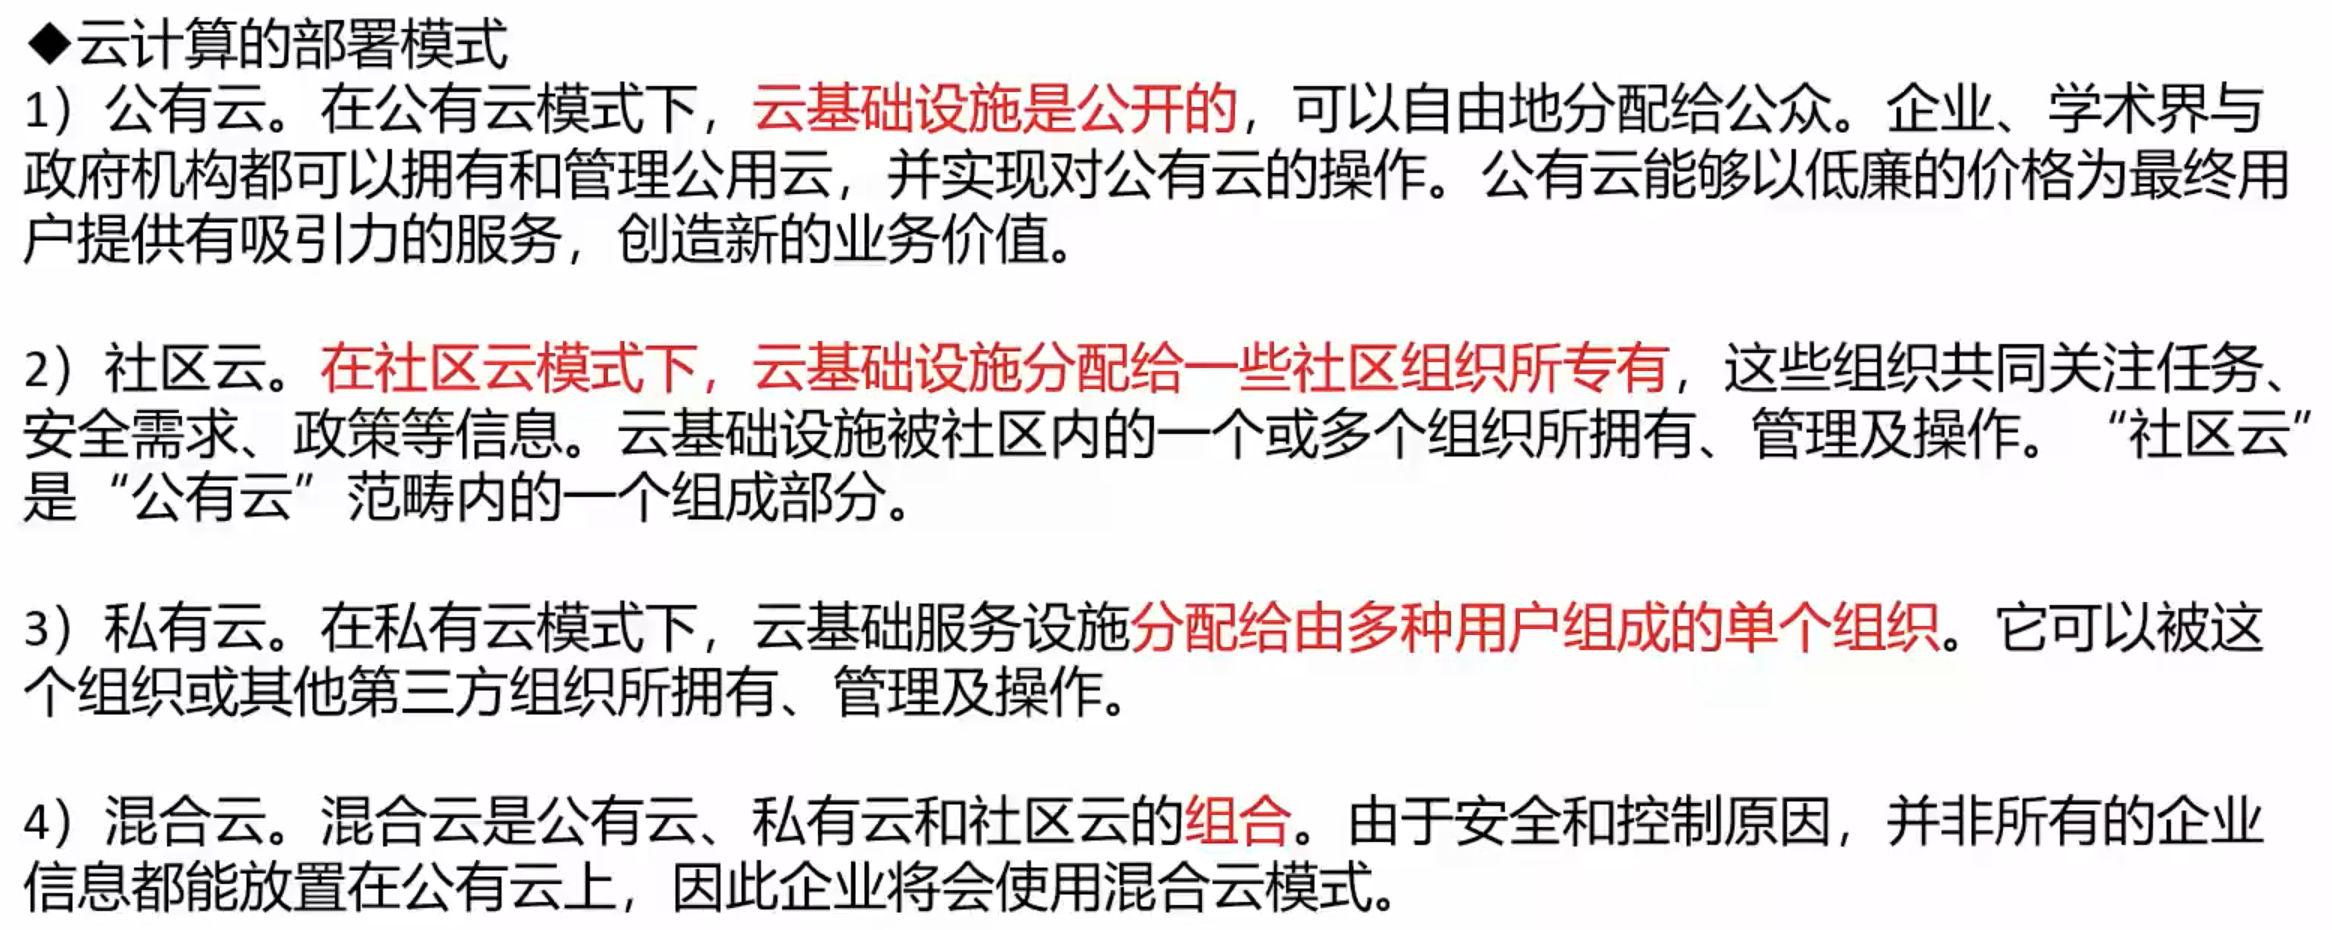 ◆云计算的部署模式
1）公有云。在公有云模式下，云基础设施是公开的，可以自由地分配给公众。企业、学术界与
政府机构都可以拥有和管理公用云，并实现对公有云的操作。公有云能够以低廉的价格为最终用
户提供有吸引力的服务，创造新的业务价值。
2）社区云。在社区云模式下，云基础设施分配给一些社区组织所专有，这些组织共同关注任务、
安全需求、政策等信息。云基础设施被社区内的一个或多个组织所拥有、管理及操作。“社区云”
是“公有云”范畴内的一个组成部分。
3）私有云。在私有云模式下，云基础服务设施分配给由多种用户组成的单个组织。它可以被这
个组织或其他第三方组织所拥有、管理及操作。
4）混合云。混合云是公有云、私有云和社区云的组合。由于安全和控制原因，并非所有的企业
信息都能放置在公有云上，因此企业将会使用混合云模式。